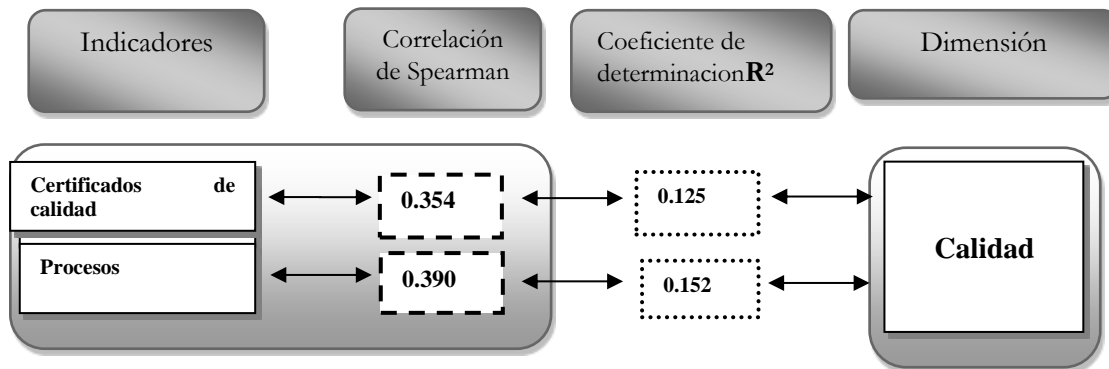 Indicadores
Correlación
de Spearman
Coeficiente de
determinacionR²
Dimensión
Certificados de
calidad
0.354
0.125
Calidad
Procesos
0.390
0.152